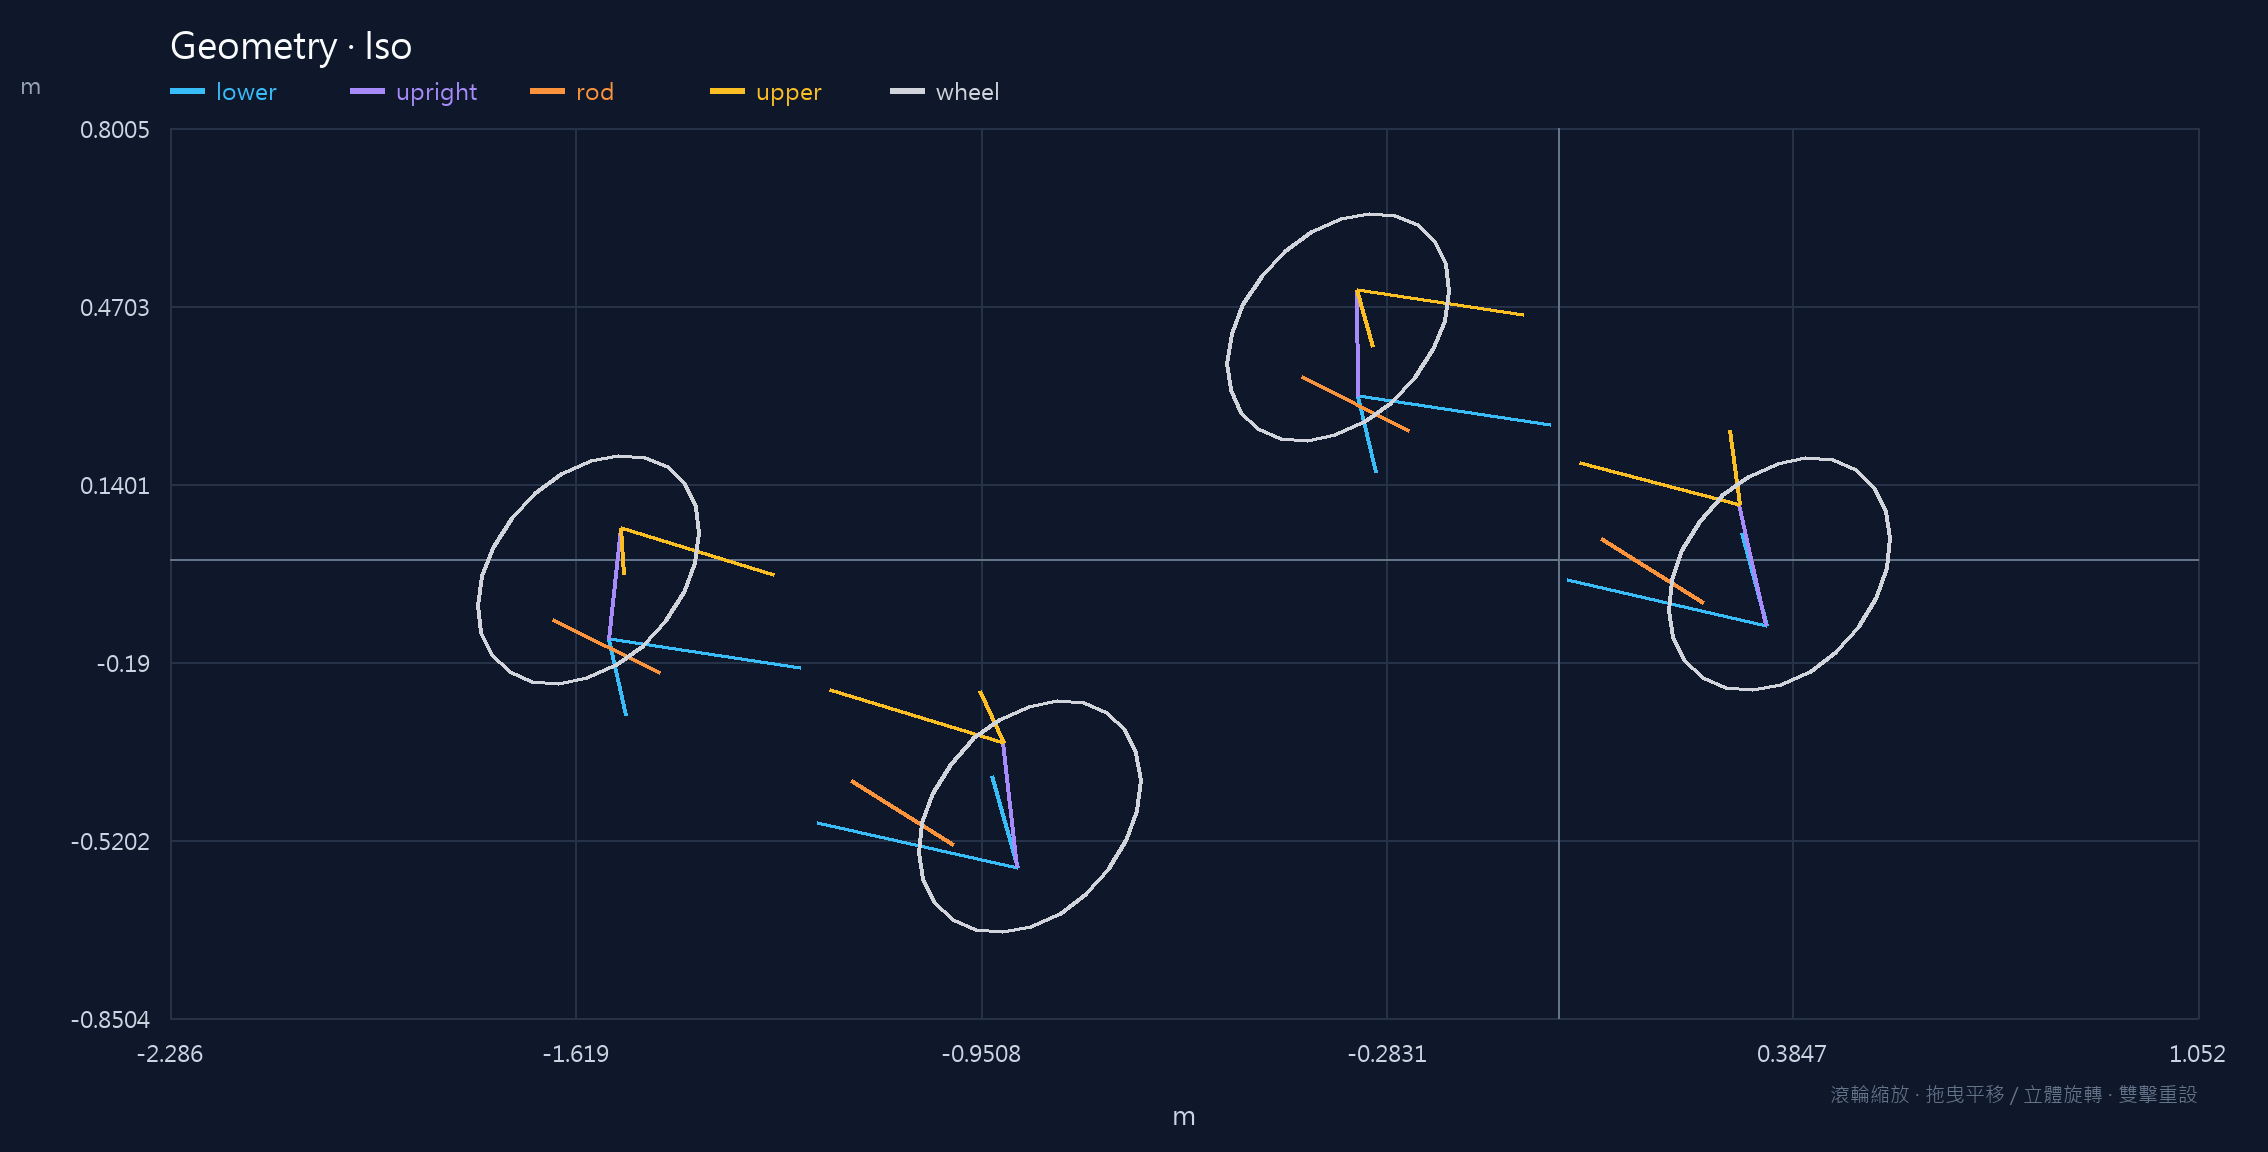 Geometry · Iso
m
lower upright rod upper wheel
0.8005
0.4703
0.1401
-0.19
-0.5202
-0.8504
-2.286 -1.619 -0.9508 -0.2831 0.3847 1.052
滾輪縮放 · 拖曳平移 / 立體旋轉 · 雙擊重設
m